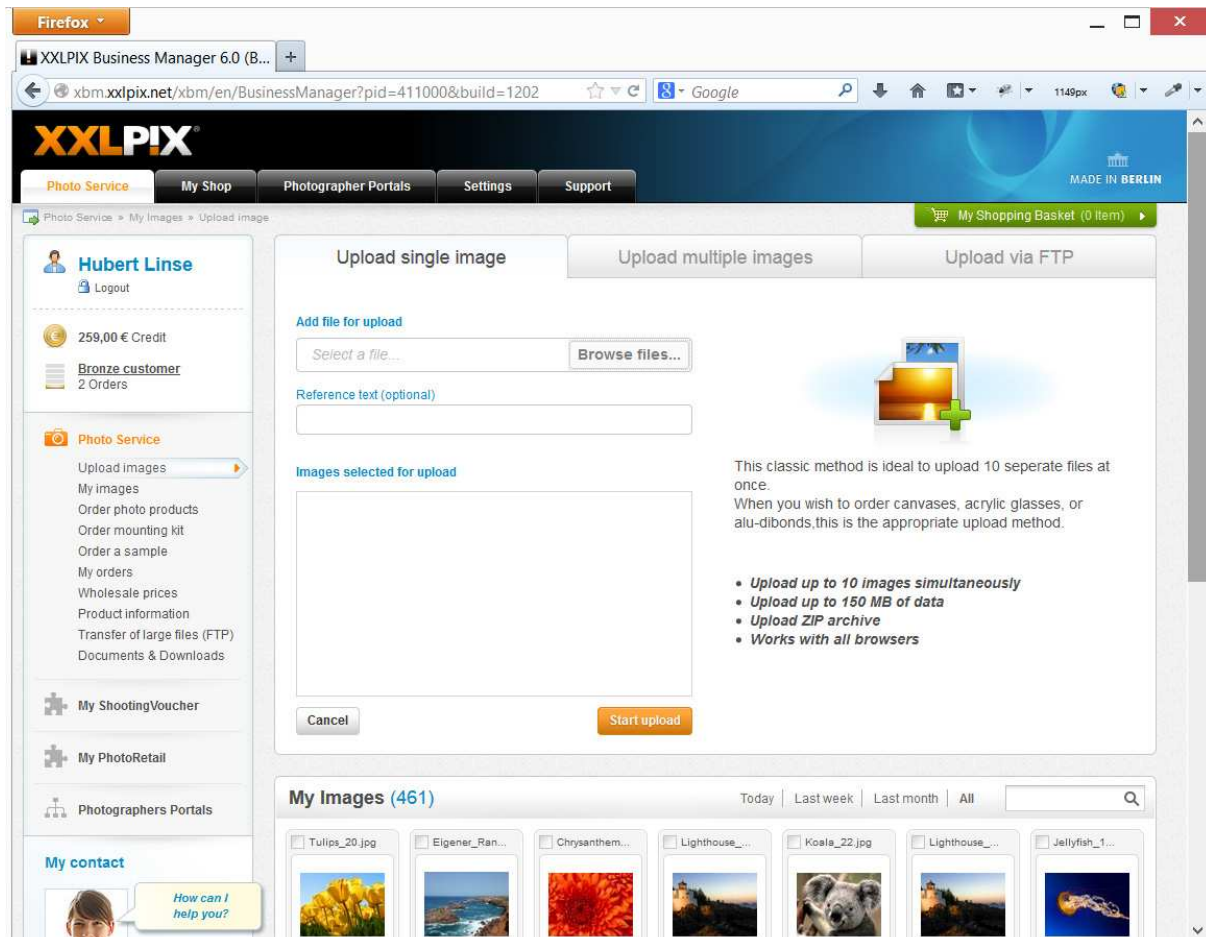 Firefox
XXLPIX Business Manager 6.0 (B...
xbm.xxlpix.net/xbm/en/BusinessManager?pid=411000&build=1202
Google
1149px
XXLPIX®
MADE IN BERLIN
Photo Service
My Shop
Photographer Portals
Settings
Support
Photo Service » My Images » Upload image
My Shopping Basket (0 Item)
Hubert Linse
Logout
259,00 € Credit
Bronze customer
2 Orders
Photo Service
Upload images
My images
Order photo products
Order mounting kit
Order a sample
My orders
Wholesale prices
Product information
Transfer of large files (FTP)
Documents & Downloads
My ShootingVoucher
My PhotoRetail
Photographers Portals
My contact
How can I
help you?
Upload single image
Upload multiple images
Upload via FTP
Add file for upload
Select a file...
Browse files...
Reference text (optional)
Images selected for upload
Cancel
Start upload
This classic method is ideal to upload 10 seperate files at
once.
When you wish to order canvases, acrylic glasses, or
alu-dibonds,this is the appropriate upload method.
• Upload up to 10 images simultaneously
• Upload up to 150 MB of data
• Upload ZIP archive
• Works with all browsers
My Images (461)
Today | Last week | Last month | All
Tulips_20.jpg
Eigener_Ran...
Chrysanthem...
Lighthouse_...
Koala_22.jpg
Lighthouse_...
Jellyfish_1...